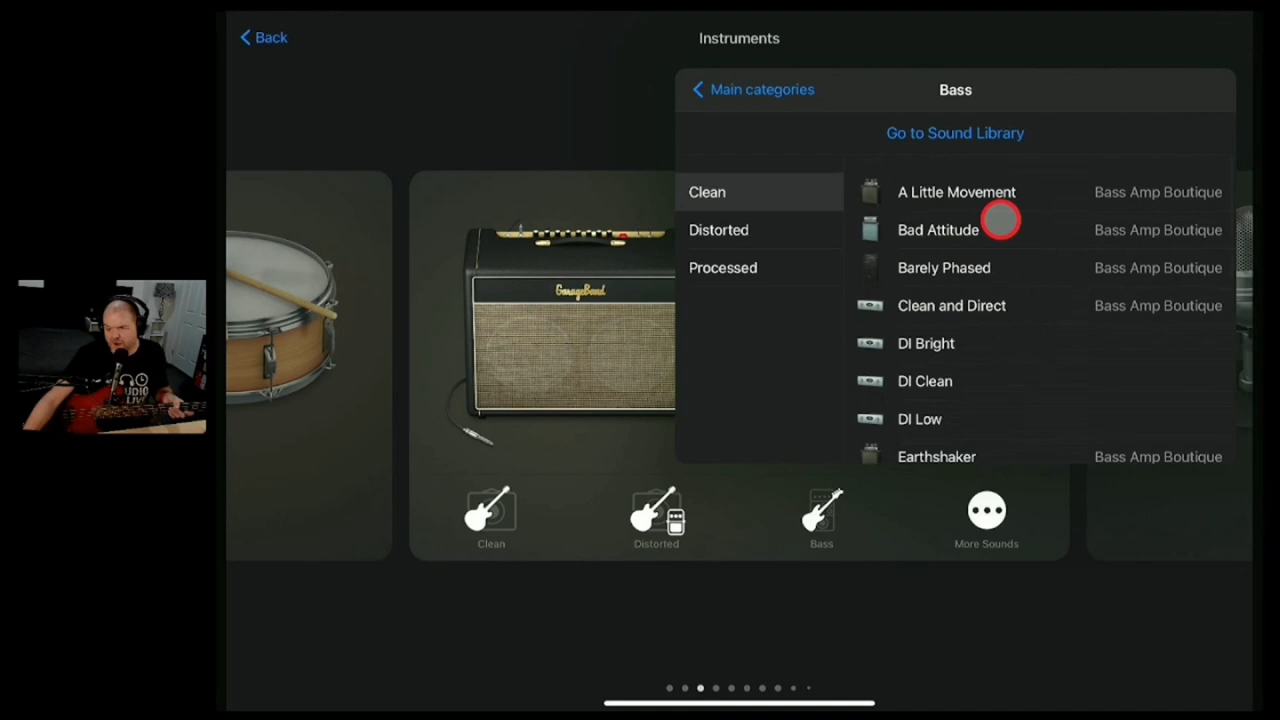 Back
Instruments
Main categories
Bass
Go to Sound Library
Clean
Distorted
Processed
A Little Movement Bass Amp Boutique
Bad Attitude Bass Amp Boutique
Barely Phased Bass Amp Boutique
Clean and Direct Bass Amp Boutique
DI Bright
DI Clean
DI Low
Earthshaker Bass Amp Boutique
GarageBand
Clean
Distorted
Bass
More Sounds
LIVE